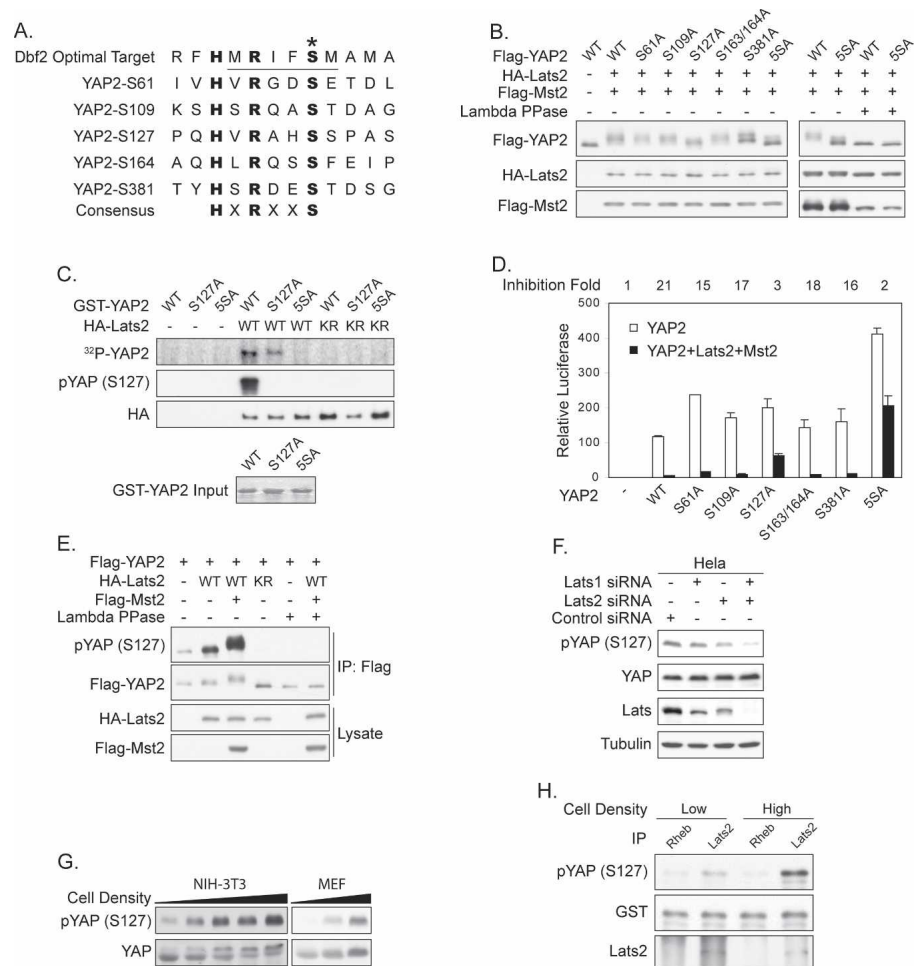 A.
*
Dbf2 Optimal Target R F H M R I F S M A M A
YAP2-S61 I V H V R G D S E T D L
YAP2-S109 K S H S R Q A S T D A G
YAP2-S127 P Q H V R A H S S P A S
YAP2-S164 A Q H L R Q S S F E I P
YAP2-S381 T Y H S R D E S T D S G
Consensus H X R X X S
B.
Flag-YAP2 WT WT S61A S109A S127A S163/164A S381A 5SA WT 5SA WT 5SA
HA-Lats2 - + + + + + + + + + + +
Flag-Mst2 - + + + + + + + + + + +
Lambda PPase - - + +
Flag-YAP2
HA-Lats2
Flag-Mst2
C.
GST-YAP2 WT S127A 5SA WT S127A 5SA WT S127A 5SA
HA-Lats2 - - - WT WT WT KR KR KR
³²P-YAP2
pYAP (S127)
HA
WT S127A 5SA
GST-YAP2 Input
D.
Inhibition Fold 1 21 15 17 3 18 16 2
Relative Luciferase
500
400
300
200
100
0
YAP2
YAP2+Lats2+Mst2
YAP2 - WT S61A S109A S127A S163/164A S381A 5SA
E.
Flag-YAP2 + + + + + +
HA-Lats2 - WT WT KR - WT
Flag-Mst2 - - + - - +
Lambda PPase - - - - + +
pYAP (S127)
Flag-YAP2
IP: Flag
HA-Lats2
Flag-Mst2
Lysate
F.
Hela
Lats1 siRNA - + - +
Lats2 siRNA - - + +
Control siRNA + - - -
pYAP (S127)
YAP
Lats
Tubulin
G.
NIH-3T3 MEF
Cell Density
pYAP (S127)
YAP
H.
Cell Density Low High
IP Rheb Lats2 Rheb Lats2
pYAP (S127)
GST
Lats2